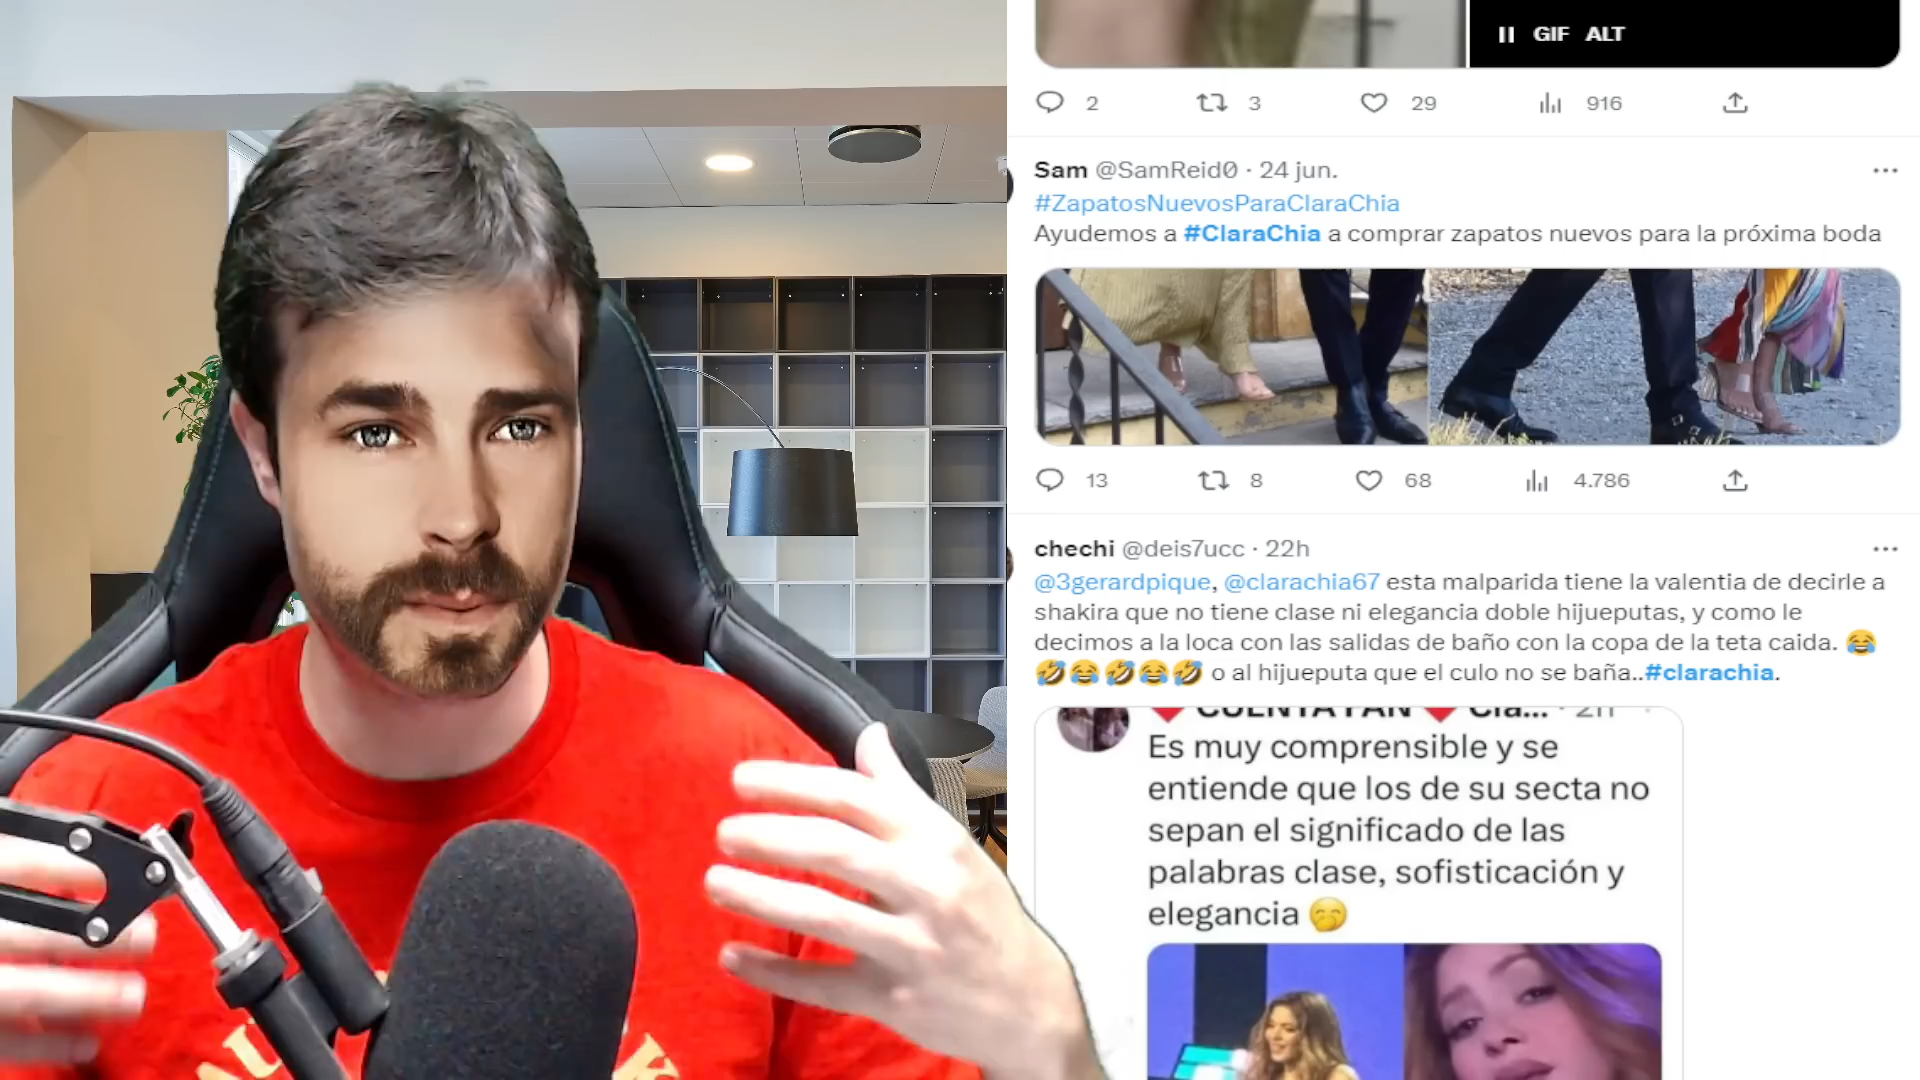 GIF ALT
2 3 29 916
Sam @SamReid0 · 24 jun.
#ZapatosNuevosParaClaraChia
Ayudemos a #ClaraChia a comprar zapatos nuevos para la próxima boda
13 8 68 4.786
chechi @deis7ucc · 22h
@3gerardpique, @clarachia67 esta malparida tiene la valentia de decirle a
shakira que no tiene clase ni elegancia doble hijueputas, y como le
decimos a la loca con las salidas de baño con la copa de la teta caida. 😂
🤣😂🤣😂🤣 o al hijueputa que el culo no se baña..#clarachia.
❤️ CUENTA FAN ❤️ Cla... · 2h
Es muy comprensible y se
entiende que los de su secta no
sepan el significado de las
palabras clase, sofisticación y
elegancia 🤭